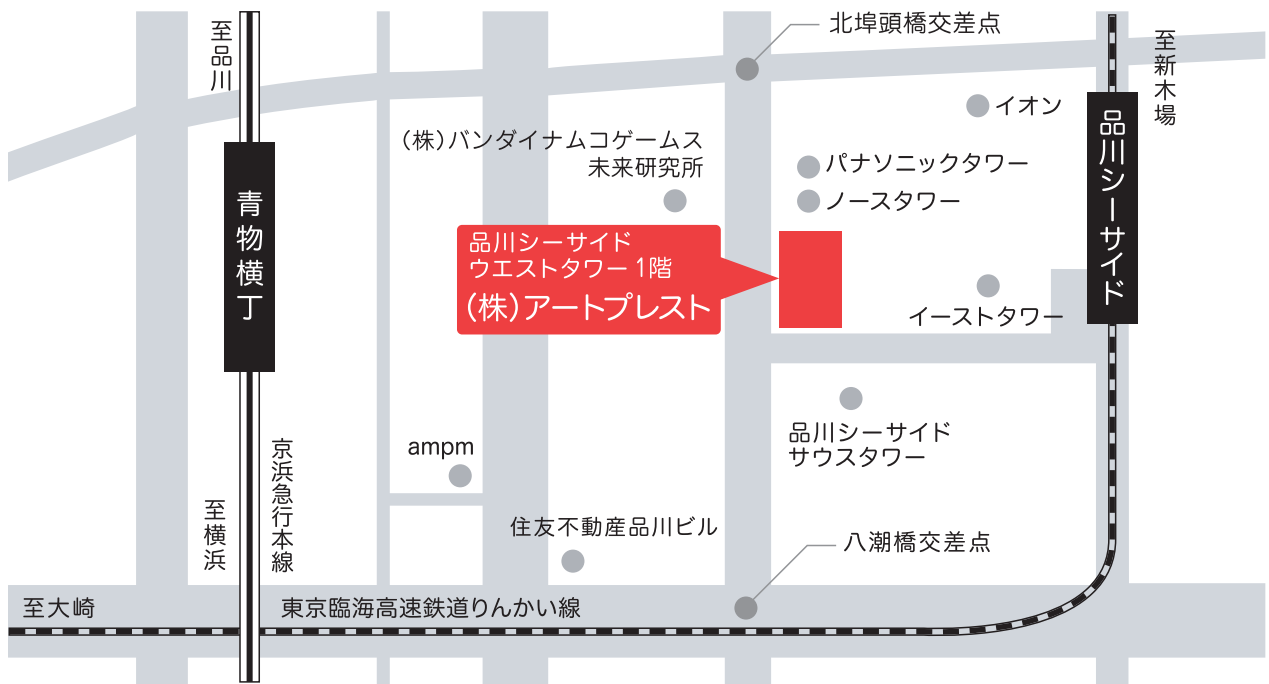 北埠頭橋交差点
至品川
至新木場
イオン
(株)バンダイナムコゲームス
未来研究所
パナソニックタワー
ノースタワー
品川シーサイド
青物横丁
品川シーサイド
ウエストタワー 1階
(株)アートプレスト
イーストタワー
品川シーサイド
サウスタワー
ampm
京浜急行本線
至横浜
住友不動産品川ビル
八潮橋交差点
至大崎
東京臨海高速鉄道りんかい線